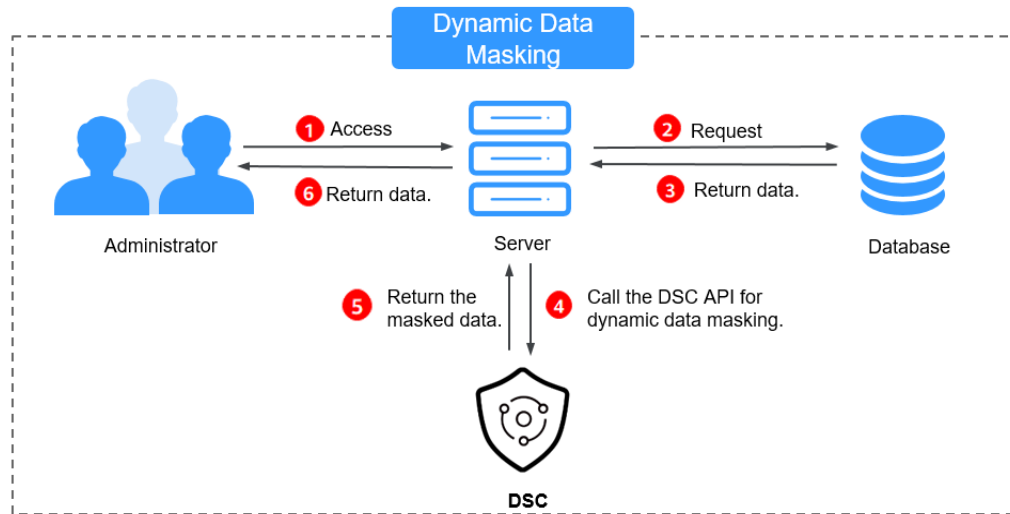 Dynamic Data
Masking
1 Access
2 Request
6 Return data.
3 Return data.
Administrator
Server
Database
5 Return the
masked data.
4 Call the DSC API for
dynamic data masking.
DSC